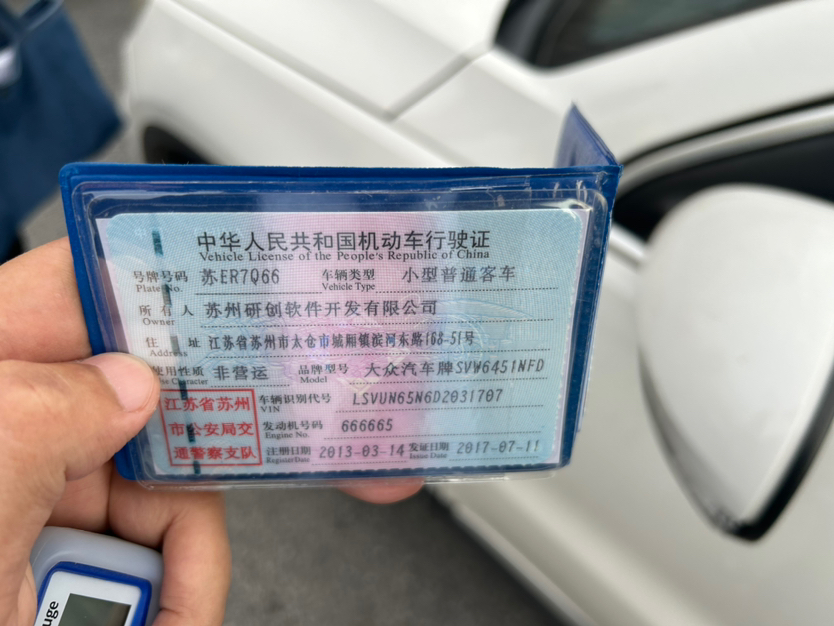 中华人民共和国机动车行驶证
Vehicle License of the People's Republic of China
号牌号码 苏ER7Q66 车辆类型 小型普通客车
Plate No. Vehicle Type
所有人 苏州研创软件开发有限公司
Owner
住址 江苏省苏州市太仓市城厢镇滨河东路168-51号
Address
使用性质 非营运 品牌型号 大众汽车牌SVW6451NFD
Use Character Model
江苏省苏州
市公安局交
通警察支队
车辆识别代号 LSVUN65N6D2031707
VIN
发动机号码 666665
Engine No.
注册日期 2013-03-14 发证日期 2017-07-11
Register Date Issue Date
uge